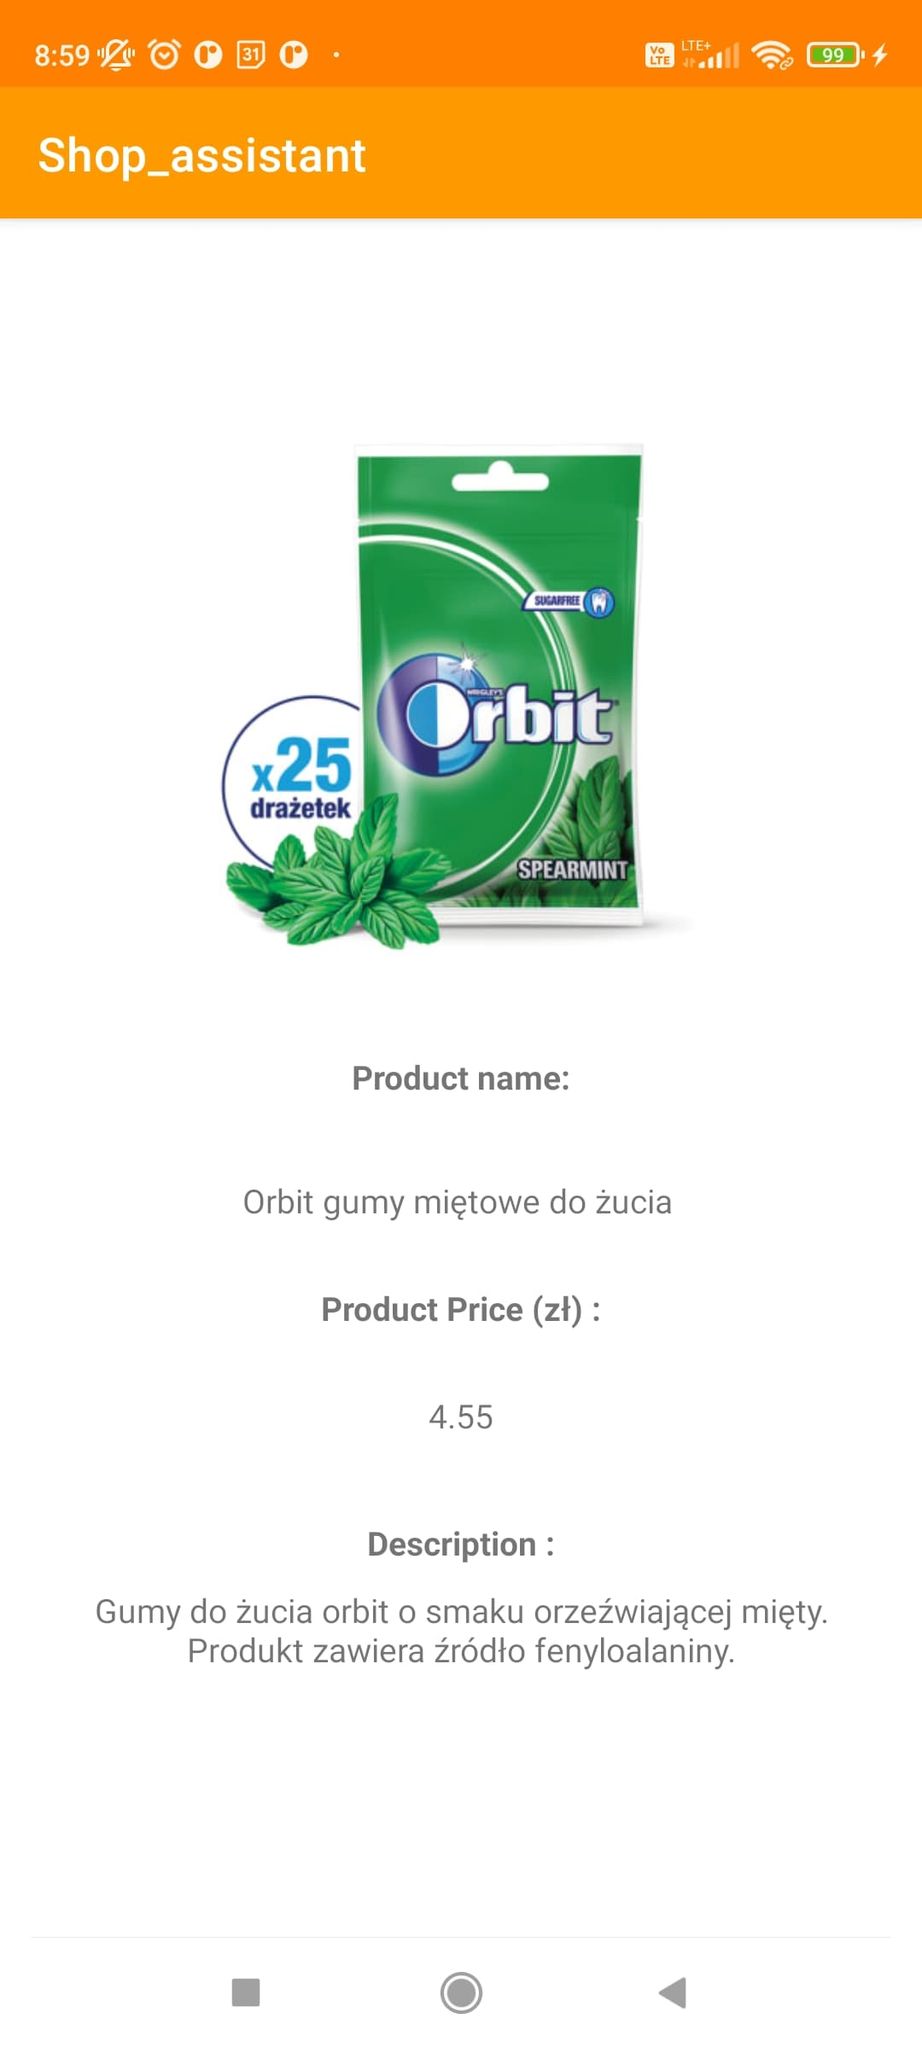 8:59 31 Vo LTE LTE+ 99
Shop_assistant
SUGARFREE
WRIGLEY'S
Orbit
x25
drażetek
SPEARMINT
Product name:
Orbit gumy miętowe do żucia
Product Price (zł) :
4.55
Description :
Gumy do żucia orbit o smaku orzeźwiającej mięty.
Produkt zawiera źródło fenyloalaniny.